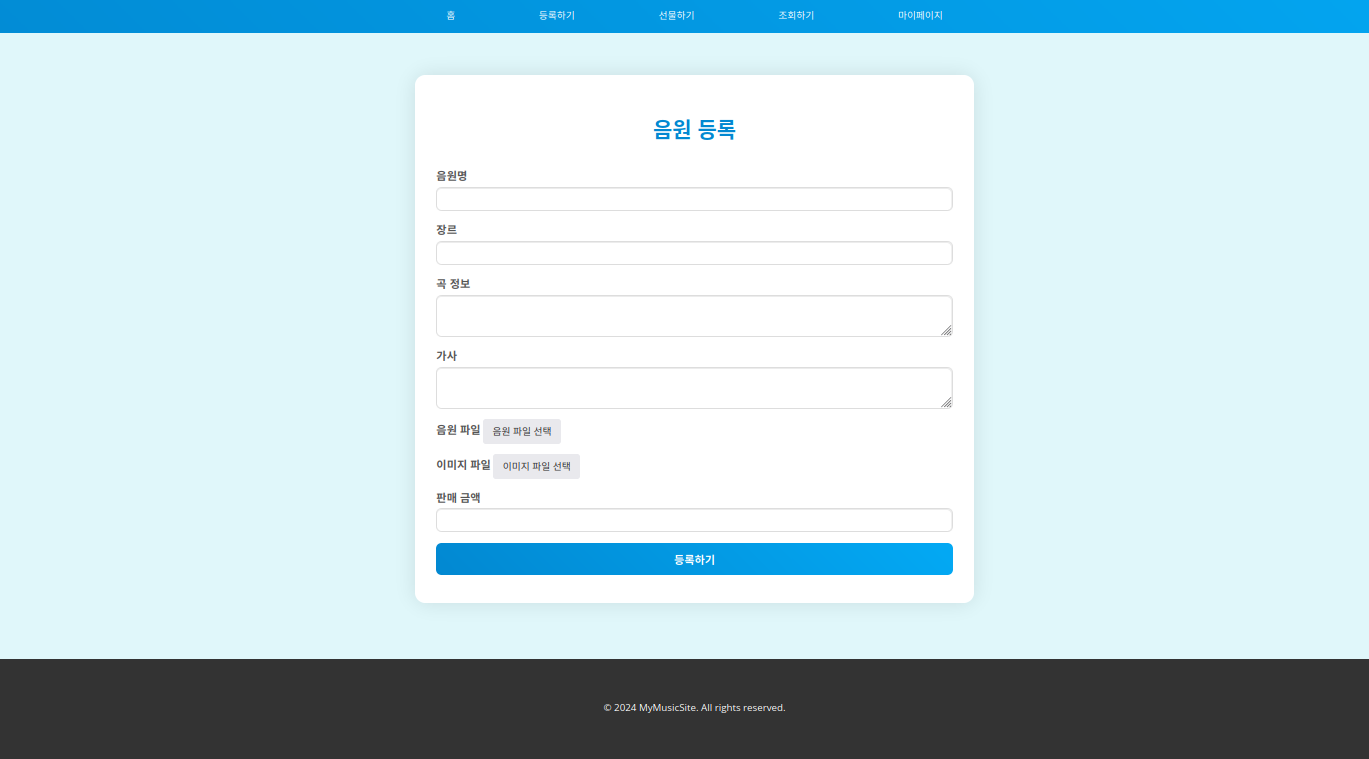 홈 등록하기 선물하기 조회하기 마이페이지
음원 등록
음원명
장르
곡 정보
가사
음원 파일 음원 파일 선택
이미지 파일 이미지 파일 선택
판매 금액
등록하기
© 2024 MyMusicSite. All rights reserved.